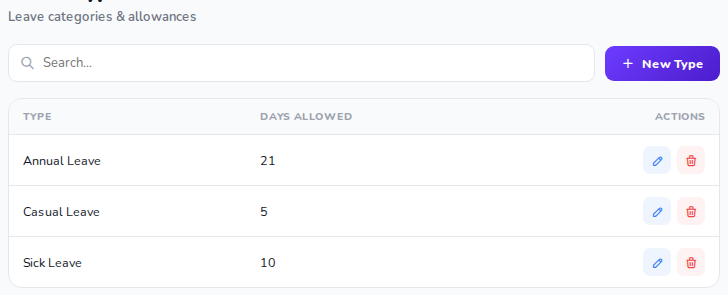 Leave categories & allowances
Search...
New Type
TYPE DAYS ALLOWED ACTIONS
Annual Leave 21
Casual Leave 5
Sick Leave 10